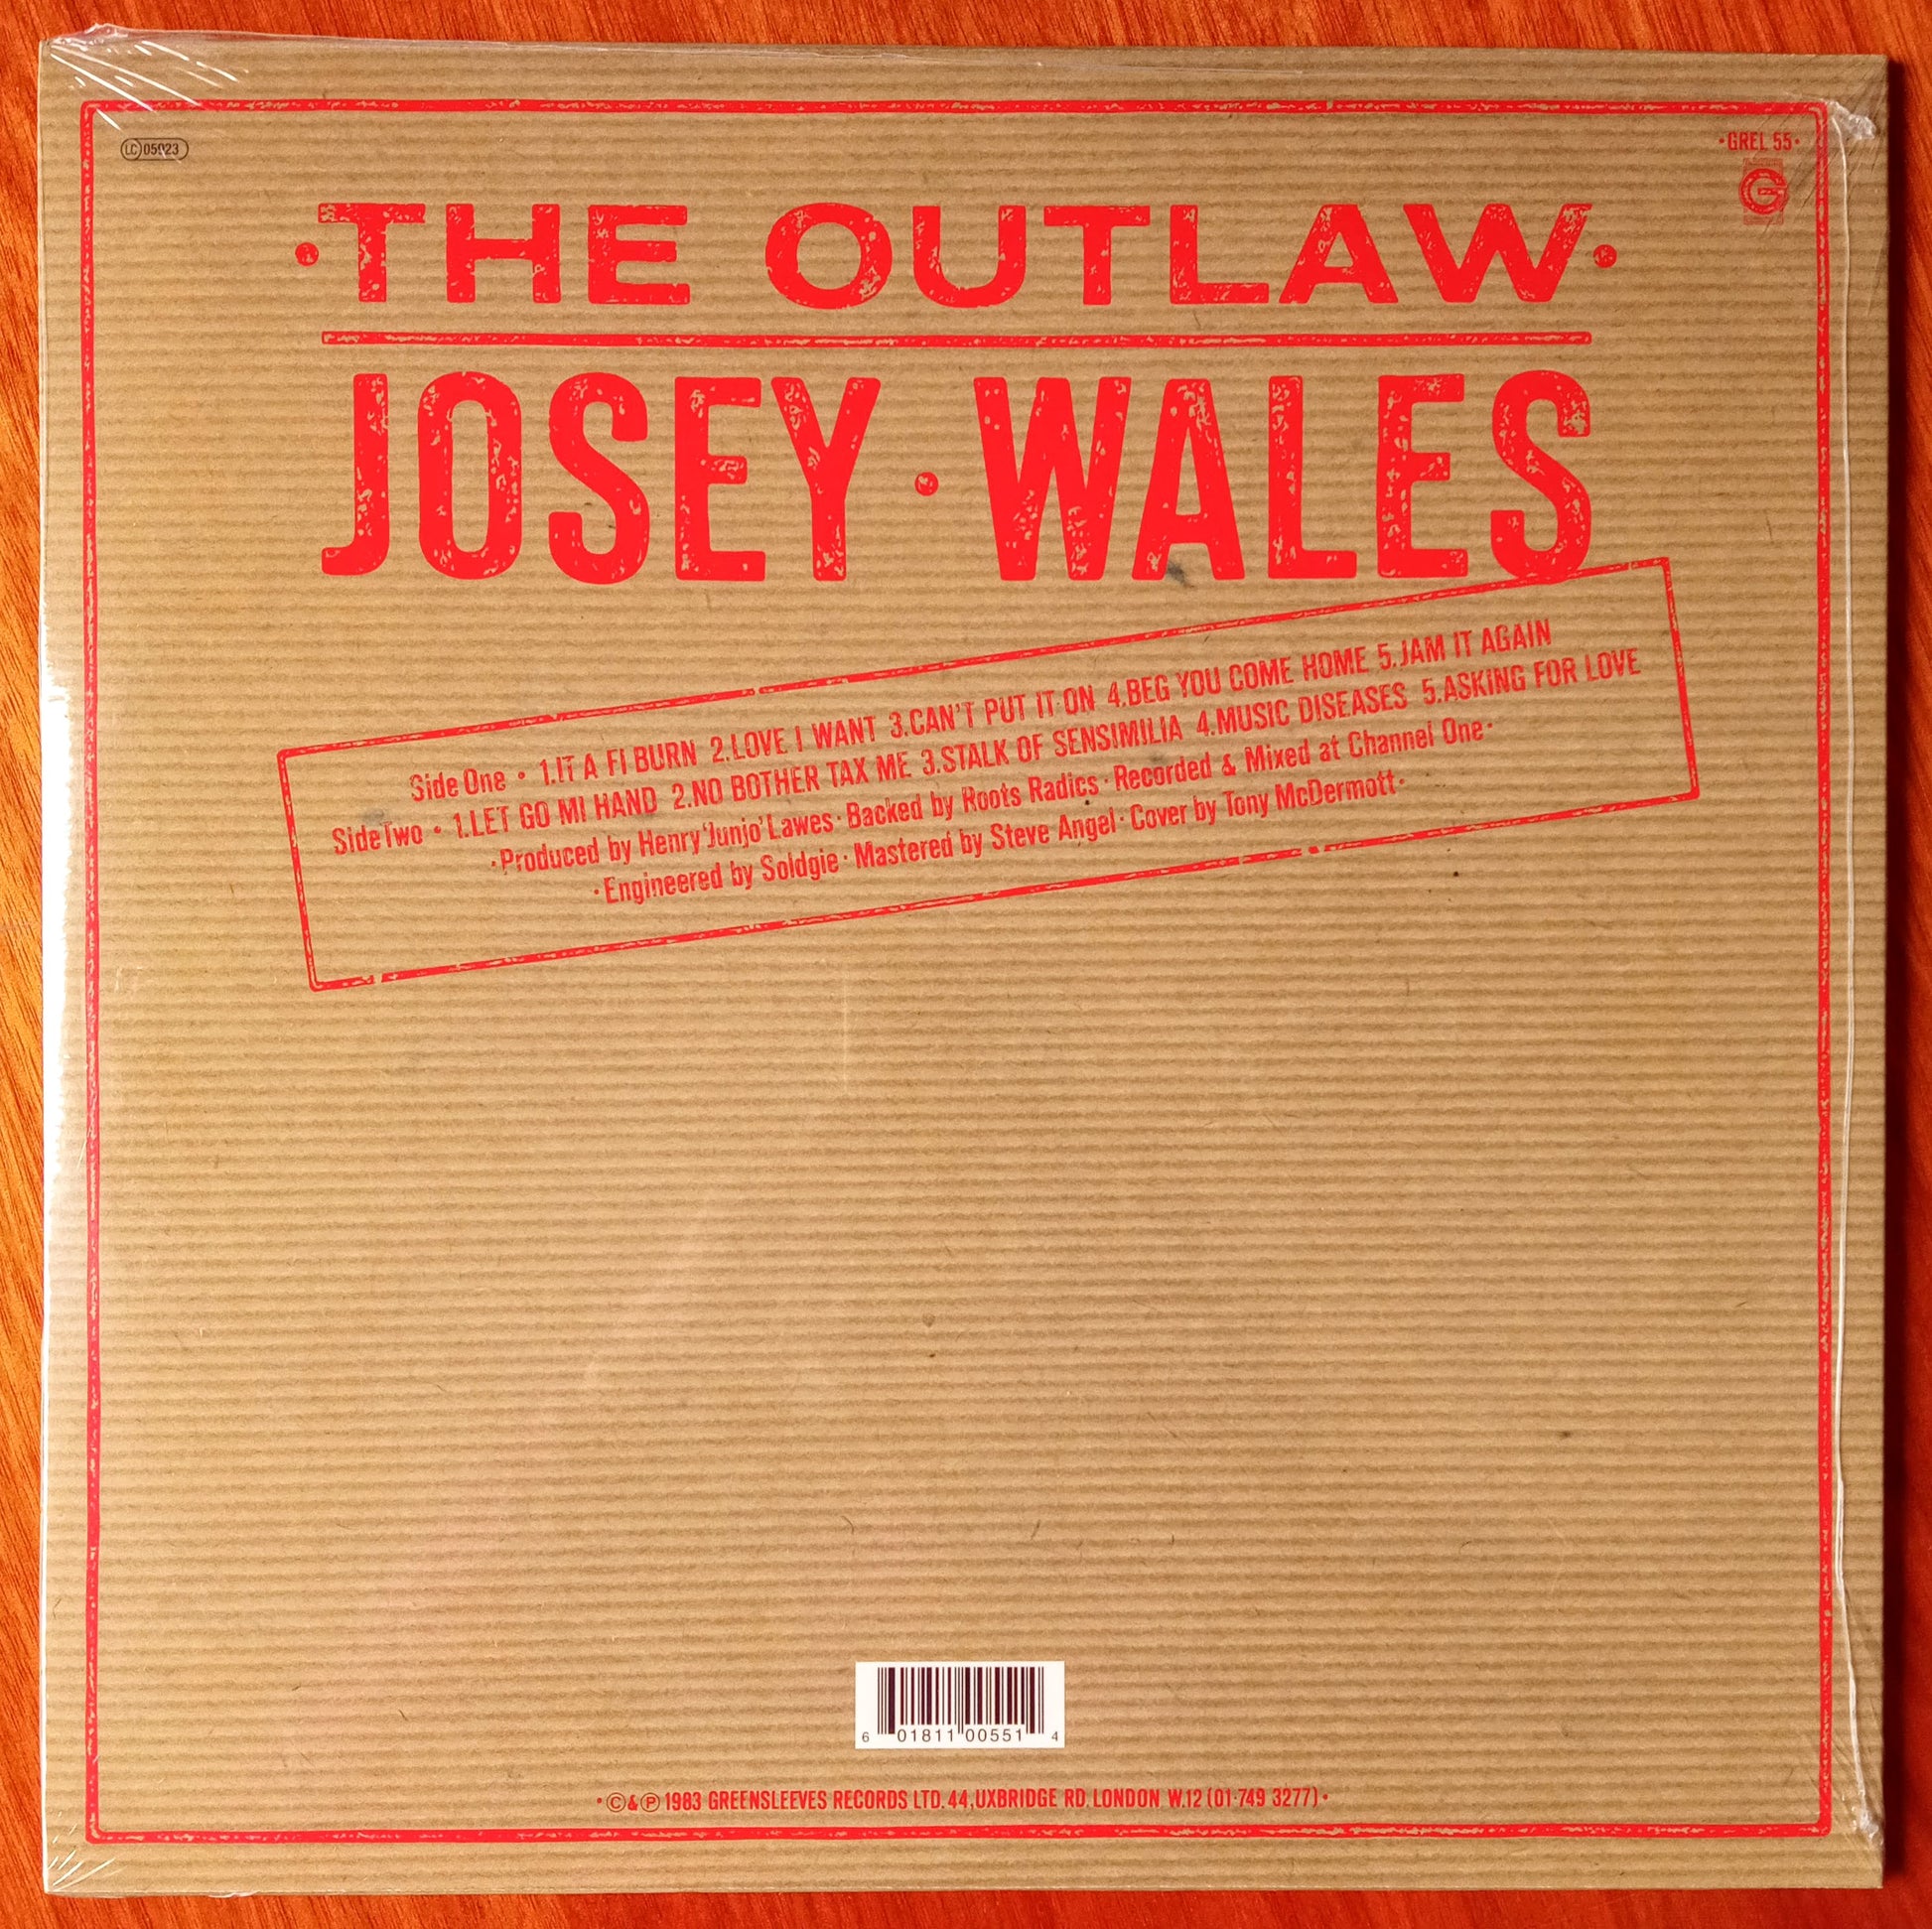 LC 05023
·GREL 55·
G
·THE OUTLAW·
JOSEY·WALES
Side One • 1.IT A FI BURN 2.LOVE I WANT 3.CAN'T PUT IT ON 4.BEG YOU COME HOME 5.JAM IT AGAIN
Side Two • 1.LET GO MI HAND 2.NO BOTHER TAX ME 3.STALK OF SENSIMILIA 4.MUSIC DISEASES 5.ASKING FOR LOVE
·Produced by Henry 'Junjo' Lawes· Backed by Roots Radics· Recorded & Mixed at Channel One·
·Engineered by Soldgie· Mastered by Steve Angel· Cover by Tony McDermott·
6 01811 00551 4
·©&℗ 1983 GREENSLEEVES RECORDS LTD. 44, UXBRIDGE RD. LONDON W.12 (01-749 3277)·